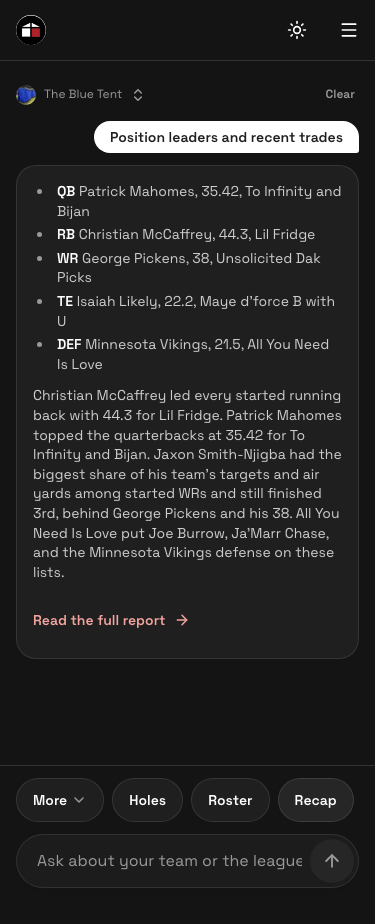 The Blue Tent
Clear
Position leaders and recent trades
• QB Patrick Mahomes, 35.42, To Infinity and
Bijan
• RB Christian McCaffrey, 44.3, Lil Fridge
• WR George Pickens, 38, Unsolicited Dak
Picks
• TE Isaiah Likely, 22.2, Maye d'force B with
U
• DEF Minnesota Vikings, 21.5, All You Need
Is Love
Christian McCaffrey led every started running
back with 44.3 for Lil Fridge. Patrick Mahomes
topped the quarterbacks at 35.42 for To
Infinity and Bijan. Jaxon Smith-Njigba had the
biggest share of his team's targets and air
yards among started WRs and still finished
3rd, behind George Pickens and his 38. All You
Need Is Love put Joe Burrow, Ja'Marr Chase,
and the Minnesota Vikings defense on these
lists.
Read the full report →
More
Holes
Roster
Recap
Ask about your team or the league